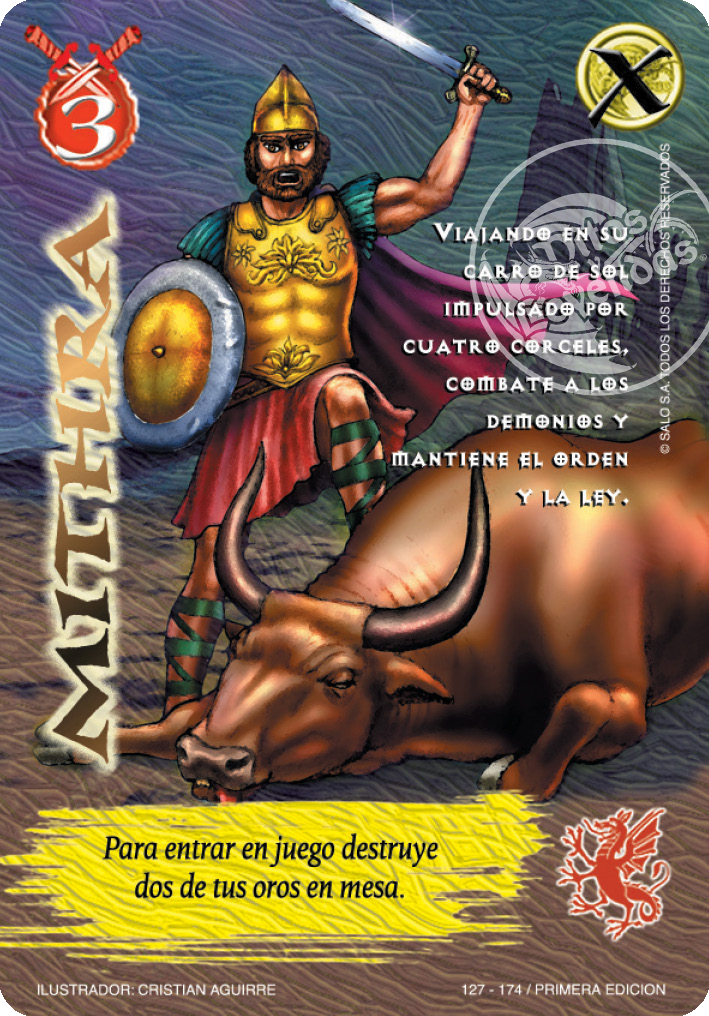 3
X
MITHRA
VIAJANDO EN SU
CARRO DE SOL
IMPULSADO POR
CUATRO CORCELES,
COMBATE A LOS
DEMONIOS Y
MANTIENE EL ORDEN
Y LA LEY.
© SALO S.A. TODOS LOS DERECHOS RESERVADOS
Para entrar en juego destruye
dos de tus oros en mesa.
ILUSTRADOR: CRISTIAN AGUIRRE
127 - 174 / PRIMERA EDICION